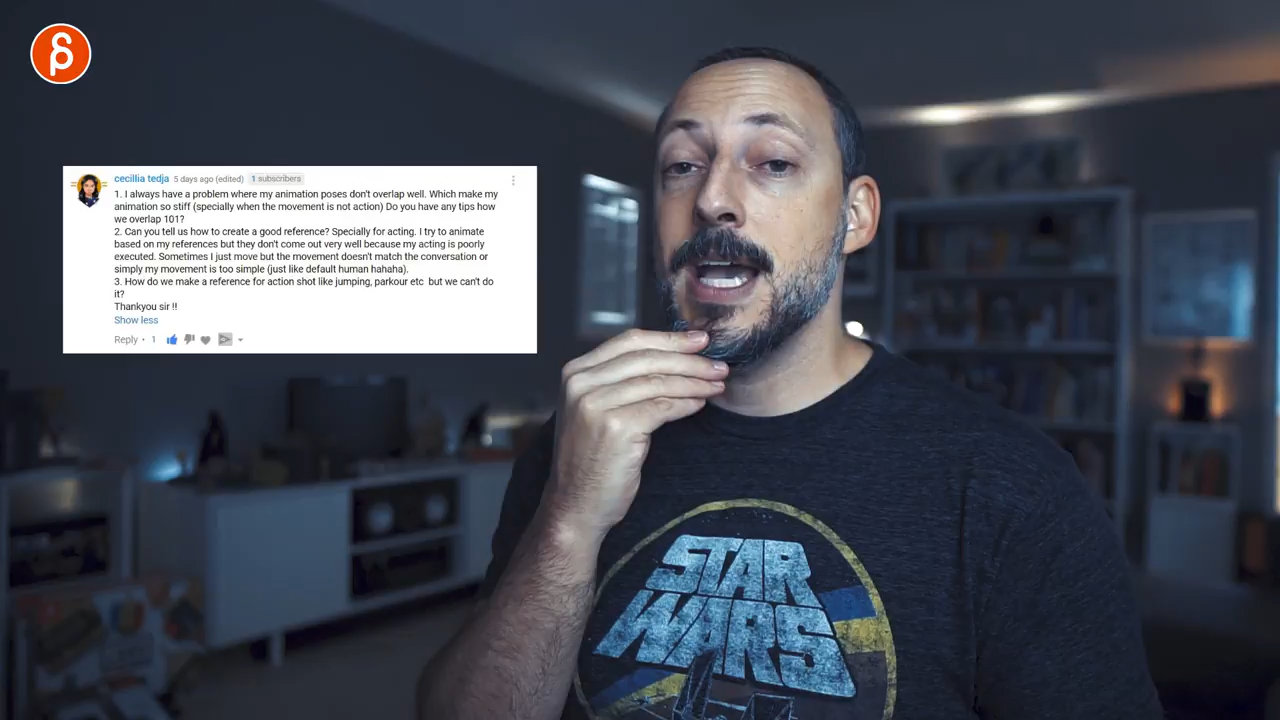 cecillia tedja 5 days ago (edited) 1 subscribers
1. I always have a problem where my animation poses don't overlap well. Which make my
animation so stiff (specially when the movement is not action) Do you have any tips how
we overlap 101?
2. Can you tell us how to create a good reference? Specially for acting. I try to animate
based on my references but they don't come out very well because my acting is poorly
executed. Sometimes I just move but the movement doesn't match the conversation or
simply my movement is too simple (just like default human hahaha).
3. How do we make a reference for action shot like jumping, parkour etc but we can't do
it?
Thankyou sir !!
Show less
Reply • 1
STAR
WARS